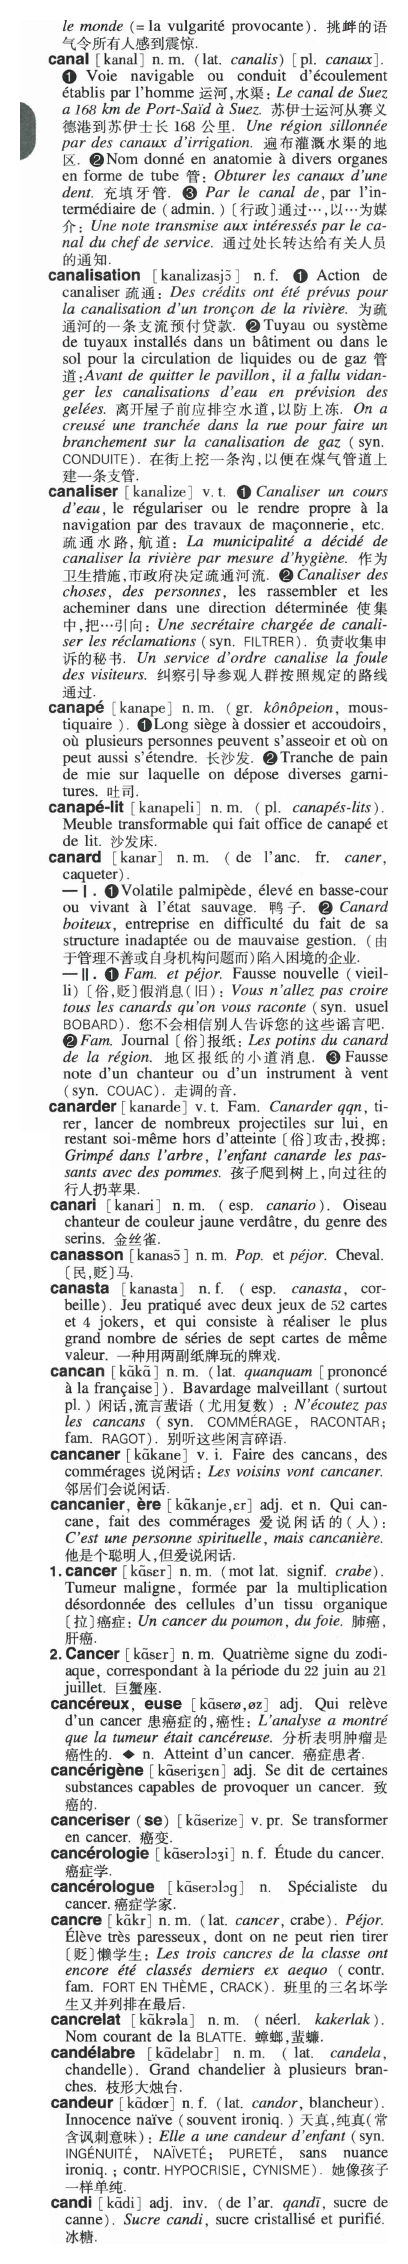 le monde (= la vulgarité provocante). 挑衅的语
气令所有人感到震惊.
canal [kanal] n. m. (lat. canalis) [pl. canaux].
❶ Voie navigable ou conduit d'écoulement
établis par l'homme 运河,水渠: Le canal de Suez
a 168 km de Port-Saïd à Suez. 苏伊士运河从赛义
德港到苏伊士长 168 公里. Une région sillonnée
par des canaux d'irrigation. 遍布灌溉水渠的地
区. ❷Nom donné en anatomie à divers organes
en forme de tube 管: Obturer les canaux d'une
dent. 充填牙管. ❸ Par le canal de, par l'in-
termédiaire de (admin.) 〔行政〕通过…,以…为媒
介: Une note transmise aux intéressés par le ca-
nal du chef de service. 通过处长转达给有关人员
的通知.
canalisation [kanalizasjɔ̃] n. f. ❶ Action de
canaliser 疏通: Des crédits ont été prévus pour
la canalisation d'un tronçon de la rivière. 为疏
通河的一条支流预付贷款. ❷Tuyau ou système
de tuyaux installés dans un bâtiment ou dans le
sol pour la circulation de liquides ou de gaz 管
道:Avant de quitter le pavillon, il a fallu vidan-
ger les canalisations d'eau en prévision des
gelées. 离开屋子前应排空水道,以防上冻. On a
creusé une tranchée dans la rue pour faire un
branchement sur la canalisation de gaz (syn.
CONDUITE). 在街上挖一条沟,以便在煤气管道上
建一条支管.
canaliser [kanalize] v. t. ❶ Canaliser un cours
d'eau, le régulariser ou le rendre propre à la
navigation par des travaux de maçonnerie, etc.
疏通水路,航道: La municipalité a décidé de
canaliser la rivière par mesure d'hygiène. 作为
卫生措施,市政府决定疏通河流. ❷ Canaliser des
choses, des personnes, les rassembler et les
acheminer dans une direction déterminée 使集
中,把…引向: Une secrétaire chargée de canali-
ser les réclamations (syn. FILTRER). 负责收集申
诉的秘书. Un service d'ordre canalise la foule
des visiteurs. 纠察引导参观人群按照规定的路线
通过.
canapé [kanape] n. m. (gr. kônôpeion, mous-
tiquaire). ❶Long siège à dossier et accoudoirs,
où plusieurs personnes peuvent s'asseoir et où on
peut aussi s'étendre. 长沙发. ❷Tranche de pain
de mie sur laquelle on dépose diverses garni-
tures. 吐司.
canapé-lit [kanapeli] n. m. (pl. canapés-lits).
Meuble transformable qui fait office de canapé et
de lit. 沙发床.
canard [kanar] n. m. (de l'anc. fr. caner,
caqueter).
— I. ❶Volatile palmipède, élevé en basse-cour
ou vivant à l'état sauvage. 鸭子. ❷ Canard
boiteux, entreprise en difficulté du fait de sa
structure inadaptée ou de mauvaise gestion. (由
于管理不善或自身机构问题而)陷入困境的企业.
— II. ❶ Fam. et péjor. Fausse nouvelle (vieil-
li) 〔俗,贬〕假消息(旧): Vous n'allez pas croire
tous les canards qu'on vous raconte (syn. usuel
BOBARD). 您不会相信别人告诉您的这些谣言吧.
❷Fam. Journal 〔俗〕报纸: Les potins du canard
de la région. 地区报纸的小道消息. ❸ Fausse
note d'un chanteur ou d'un instrument à vent
(syn. COUAC). 走调的音.
canarder [kanarde] v. t. Fam. Canarder qqn, ti-
rer, lancer de nombreux projectiles sur lui, en
restant soi-même hors d'atteinte 〔俗〕攻击,投掷:
Grimpé dans l'arbre, l'enfant canarde les pas-
sants avec des pommes. 孩子爬到树上,向过往的
行人扔苹果.
canari [kanari] n. m. (esp. canario). Oiseau
chanteur de couleur jaune verdâtre, du genre des
serins. 金丝雀.
canasson [kanasɔ̃] n. m. Pop. et péjor. Cheval.
〔民,贬〕马.
canasta [kanasta] n. f. (esp. canasta, cor-
beille). Jeu pratiqué avec deux jeux de 52 cartes
et 4 jokers, et qui consiste à réaliser le plus
grand nombre de séries de sept cartes de même
valeur. 一种用两副纸牌玩的牌戏.
cancan [kɑ̃kɑ̃] n. m. (lat. quanquam [prononcé
à la française]). Bavardage malveillant (surtout
pl.) 闲话,流言蜚语 (尤用复数) : N'écoutez pas
les cancans (syn. COMMÉRAGE, RACONTAR;
fam. RAGOT). 别听这些闲言碎语.
cancaner [kɑ̃kane] v. i. Faire des cancans, des
commérages 说闲话: Les voisins vont cancaner.
邻居们会说闲话.
cancanier, ère [kɑ̃kanje,ɛr] adj. et n. Qui can-
cane, fait des commérages 爱说闲话的(人):
C'est une personne spirituelle, mais cancanière.
他是个聪明人,但爱说闲话.
1. cancer [kɑ̃sɛr] n. m. (mot lat. signif. crabe).
Tumeur maligne, formée par la multiplication
désordonnée des cellules d'un tissu organique
〔拉〕癌症: Un cancer du poumon, du foie. 肺癌,
肝癌.
2. Cancer [kɑ̃sɛr] n. m. Quatrième signe du zodi-
aque, correspondant à la période du 22 juin au 21
juillet. 巨蟹座.
cancéreux, euse [kɑ̃serø,øz] adj. Qui relève
d'un cancer 患癌症的,癌性: L'analyse a montré
que la tumeur était cancéreuse. 分析表明肿瘤是
癌性的. ◆ n. Atteint d'un cancer. 癌症患者.
cancérigène [kɑ̃seriʒɛn] adj. Se dit de certaines
substances capables de provoquer un cancer. 致
癌的.
canceriser (se) [kɑ̃serize] v. pr. Se transformer
en cancer. 癌变.
cancérologie [kɑ̃serɔlɔʒi] n. f. Étude du cancer.
癌症学.
cancérologue [kɑ̃serɔlɔg] n. Spécialiste du
cancer. 癌症学家.
cancre [kɑ̃kr] n. m. (lat. cancer, crabe). Péjor.
Élève très paresseux, dont on ne peut rien tirer
〔贬〕懒学生: Les trois cancres de la classe ont
encore été classés derniers ex aequo (contr.
fam. FORT EN THÈME, CRACK). 班里的三名坏学
生又并列排在最后.
cancrelat [kɑ̃krəla] n. m. (néerl. kakerlak).
Nom courant de la BLATTE. 蟑螂,蜚蠊.
candélabre [kɑ̃delabr] n. m. (lat. candela,
chandelle). Grand chandelier à plusieurs bran-
ches. 枝形大烛台.
candeur [kɑ̃dœr] n. f. (lat. candor, blancheur).
Innocence naïve (souvent ironiq.) 天真,纯真(常
含讽刺意味): Elle a une candeur d'enfant (syn.
INGÉNUITÉ, NAÏVETÉ; PURETÉ, sans nuance
ironiq.; contr. HYPOCRISIE, CYNISME). 她像孩子
一样单纯.
candi [kɑ̃di] adj. inv. (de l'ar. qandī, sucre de
canne). Sucre candi, sucre cristallisé et purifié.
冰糖.